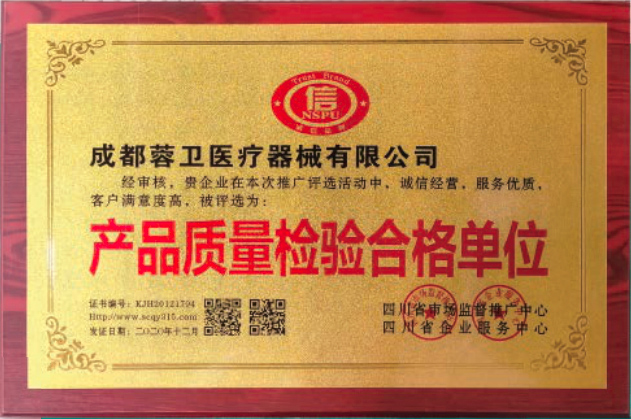 Trust Brand
信
NSPU
成都蓉卫医疗器械有限公司
经审核，贵企业在本次推广评选活动中，诚信经营，服务优质，
客户满意度高，被评选为：
产品质量检验合格单位
证书编号：KJH20121794
Http://www.scqy315.com
发证日期：二〇二〇年十二月
四川省市场监督推广中心
四川省企业服务中心